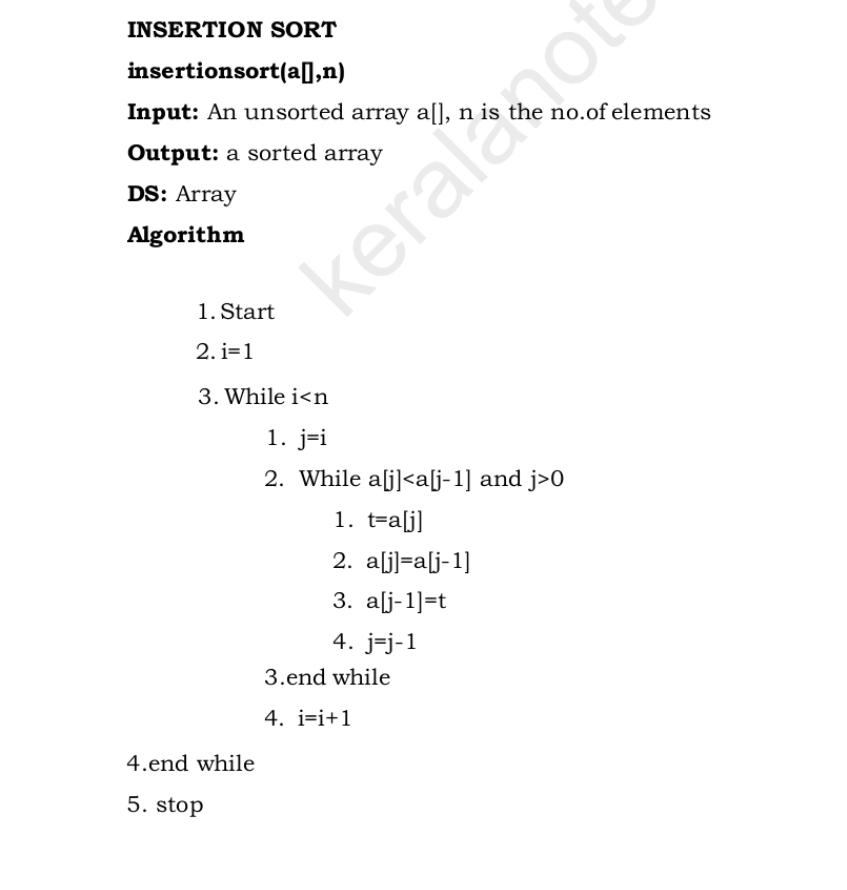 INSERTION SORT
insertionsort(a[],n)
Input: An unsorted array a[], n is the no.of elements
Output: a sorted array
DS: Array
Algorithm
1. Start
2. i=1
3. While i<n
1. j=i
2. While a[j]<a[j-1] and j>0
1. t=a[j]
2. a[j]=a[j-1]
3. a[j-1]=t
4. j=j-1
3.end while
4. i=i+1
4.end while
5. stop